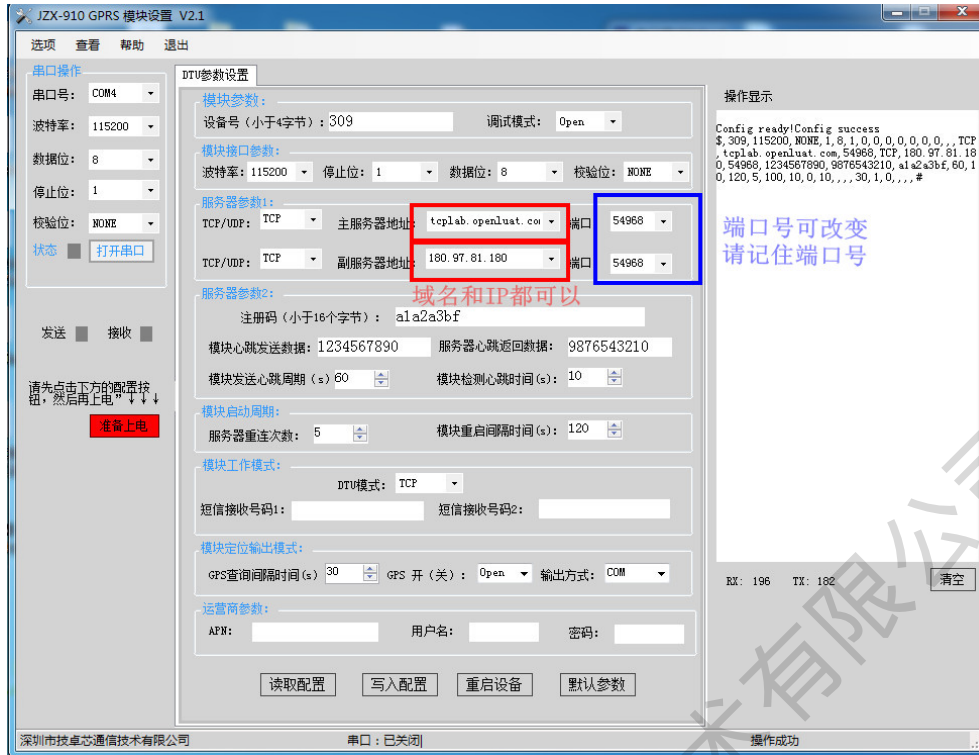 JZX-910 GPRS 模块设置 V2.1
选项 查看 帮助 退出
串口操作
串口号: COM4
波特率: 115200
数据位: 8
停止位: 1
校验位: NONE
状态 打开串口
发送 接收
请先点击下方的配置按
钮，然后再上电”↓↓↓
准备上电
DTU参数设置
模块参数:
设备号（小于4字节）: 309 调试模式: Open
模块接口参数:
波特率: 115200 停止位: 1 数据位: 8 校验位: NONE
服务器参数1:
TCP/UDP: TCP 主服务器地址: tcplab.openluat.co 端口 54968
TCP/UDP: TCP 副服务器地址: 180.97.81.180 端口 54968
域名和IP都可以
服务器参数2:
注册码（小于16个字节）: a1a2a3bf
模块心跳发送数据: 1234567890 服务器心跳返回数据: 9876543210
模块发送心跳周期(s) 60 模块检测心跳时间(s): 10
模块启动周期:
服务器重连次数: 5 模块重启间隔时间(s): 120
模块工作模式:
DTU模式: TCP
短信接收号码1: 短信接收号码2:
模块定位输出模式:
GPS查询间隔时间(s) 30 GPS 开（关）: Open 输出方式: COM
运营商参数:
APN: 用户名: 密码:
读取配置 写入配置 重启设备 默认参数
操作显示
Config ready!Config success
$,309,115200,NONE,1,8,1,0,0,0,0,0,0,,,TCP
,tcplab.openluat.com,54968,TCP,180.97.81.18
0,54968,1234567890,9876543210,a1a2a3bf,60,1
0,120,5,100,10,0,10,,,,30,1,0,,,,#
端口号可改变
请记住端口号
RX: 196 TX: 182 清空
深圳市技卓芯通信技术有限公司 串口：已关闭 操作成功
术有限公司